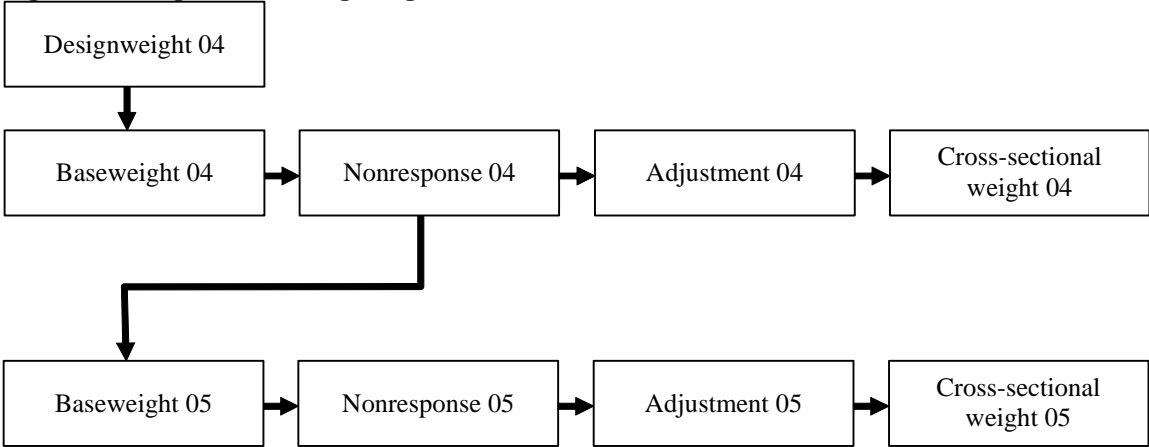 Designweight 04
Baseweight 04
Nonresponse 04
Adjustment 04
Cross-sectional
weight 04
Baseweight 05
Nonresponse 05
Adjustment 05
Cross-sectional
weight 05